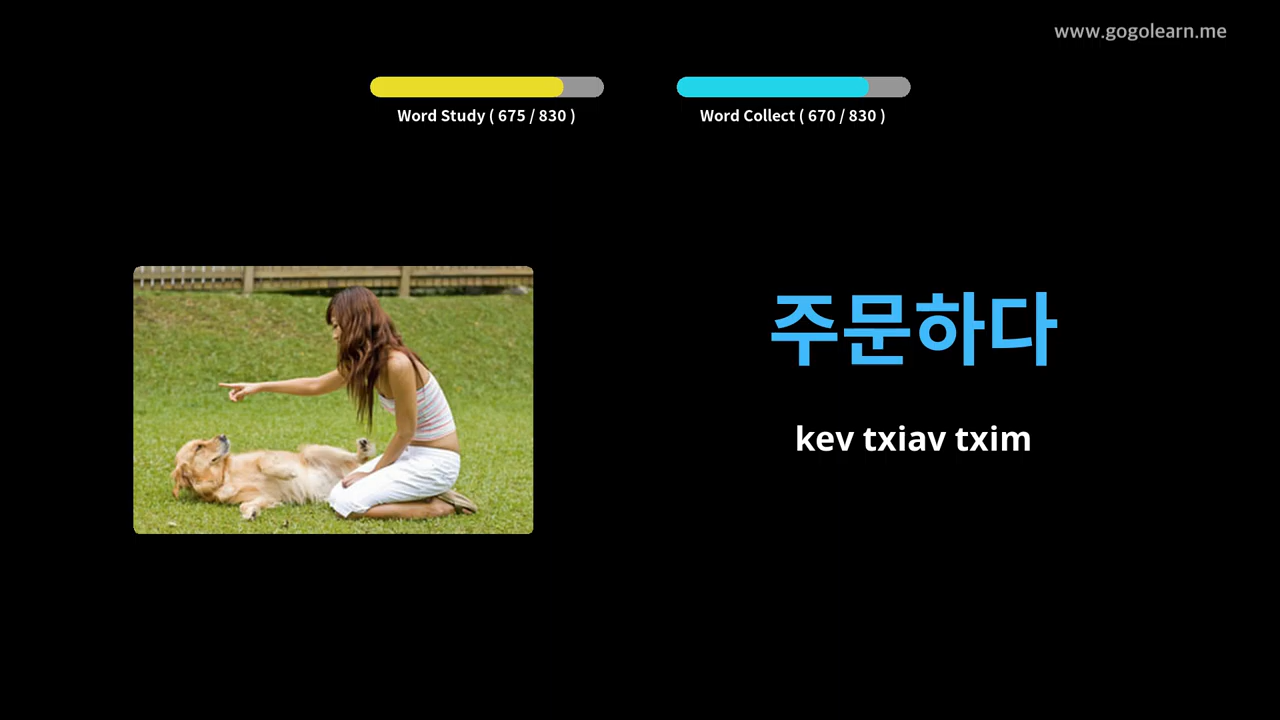 www.gogolearn.me
Word Study ( 675 / 830 )
Word Collect ( 670 / 830 )
주문하다
kev txiav txim